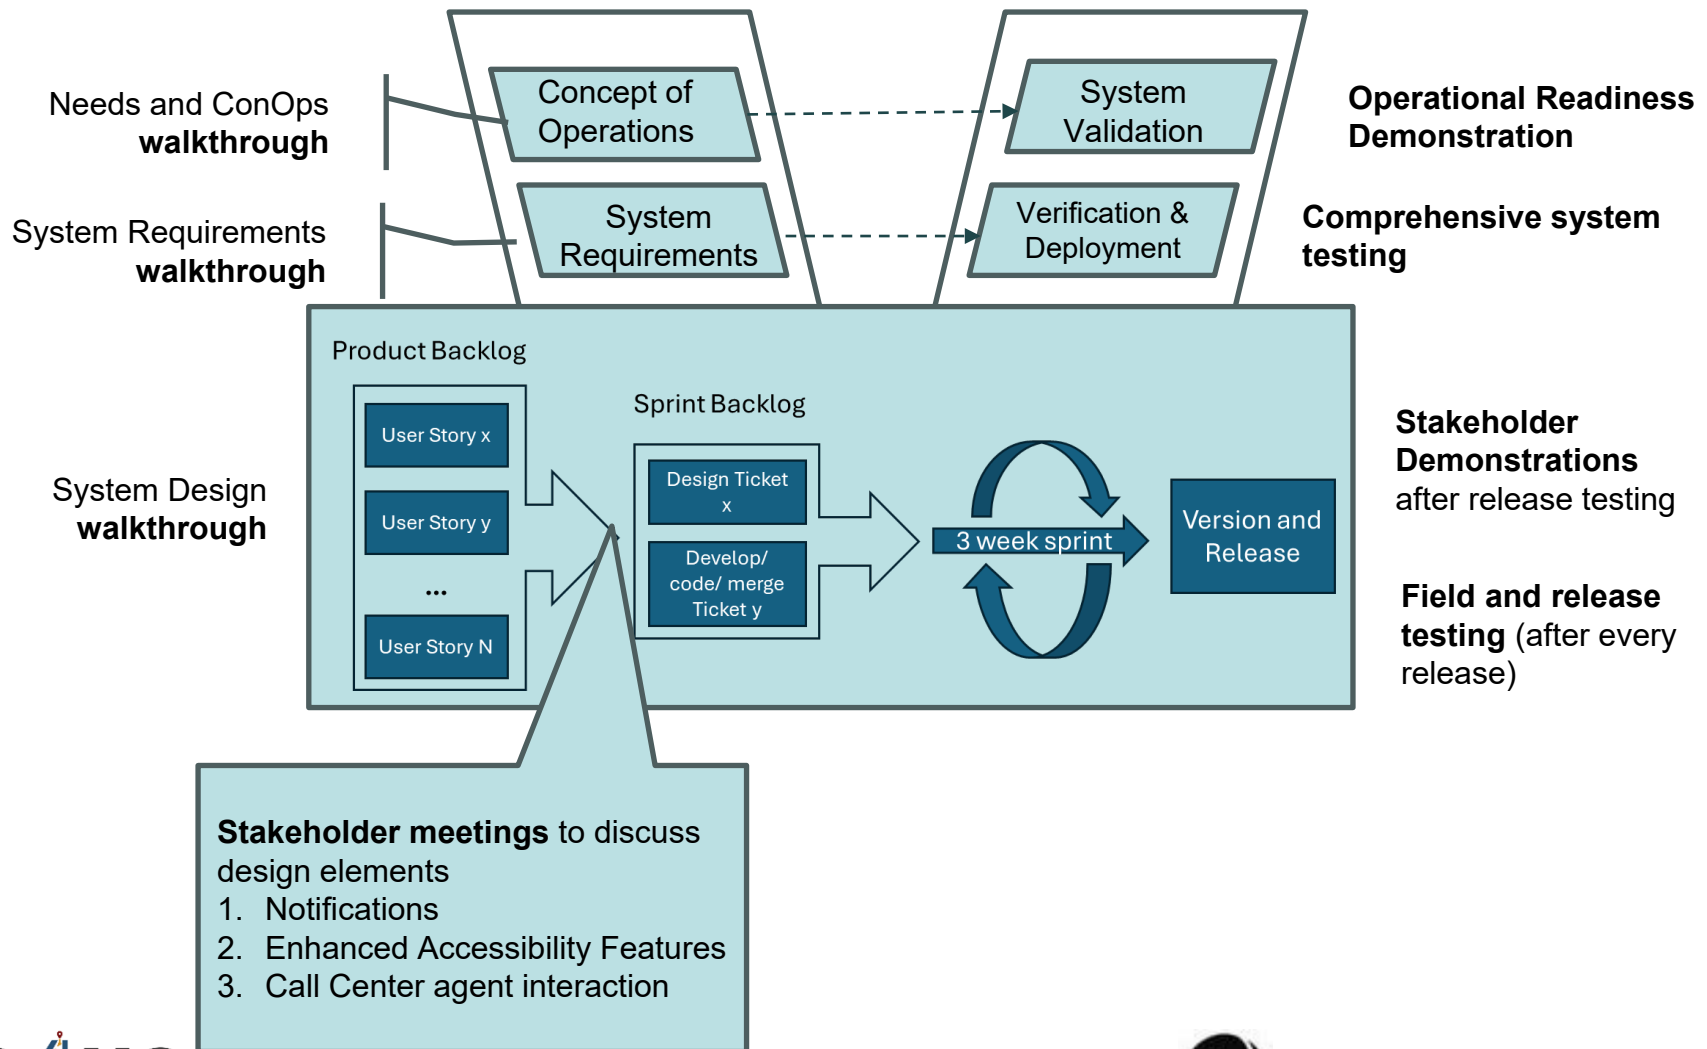 Needs and ConOps
walkthrough
Concept of
Operations
System
Validation
Operational Readiness
Demonstration
System Requirements
walkthrough
System
Requirements
Verification &
Deployment
Comprehensive system
testing
Product Backlog
User Story x
User Story y
...
User Story N
Sprint Backlog
Design Ticket
x
Develop/
code/ merge
Ticket y
3 week sprint
Version and
Release
System Design
walkthrough
Stakeholder
Demonstrations
after release testing
Field and release
testing (after every
release)
Stakeholder meetings to discuss
design elements
1. Notifications
2. Enhanced Accessibility Features
3. Call Center agent interaction